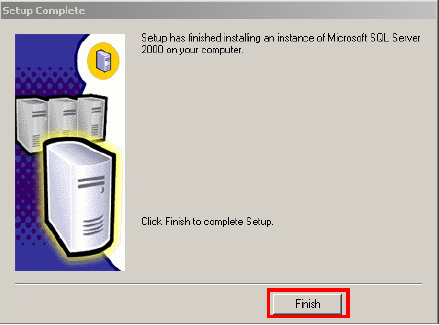 Setup Complete
Setup has finished installing an instance of Microsoft SQL Server
2000 on your computer.
Click Finish to complete Setup.
Finish